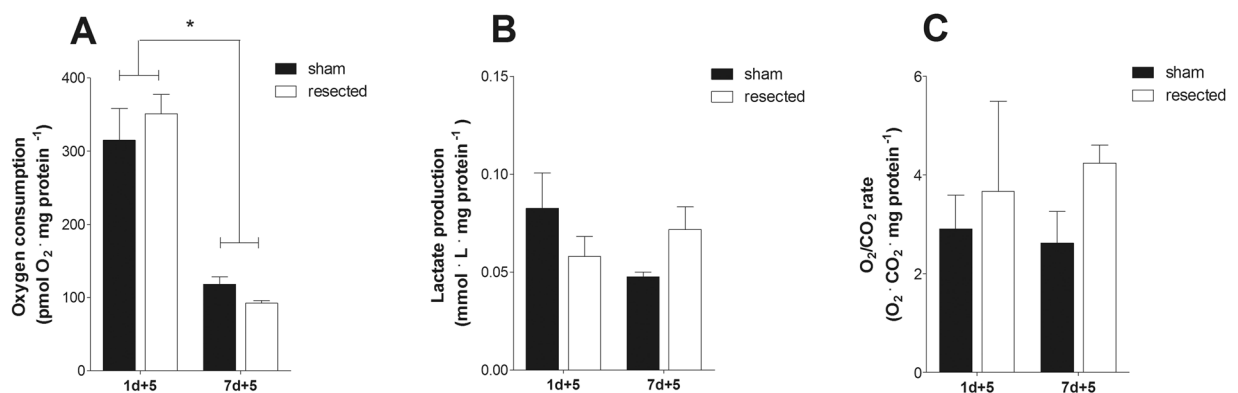 A
*
sham
resected
Oxygen consumption
(pmol O₂ · mg protein ⁻¹)
400
300
200
100
0
1d+5
7d+5
B
sham
resected
Lactate production
(mmol · L · mg protein⁻¹)
0.15
0.10
0.05
0.00
1d+5
7d+5
C
sham
resected
O₂/CO₂ rate
(O₂ · CO₂ · mg protein⁻¹)
6
4
2
0
1d+5
7d+5